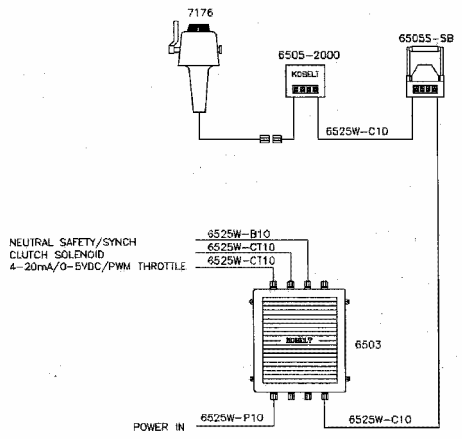 7176
6505S-SB
6505-2000
KOBELT
6525W-C10
6525W-B10
NEUTRAL SAFETY/SYNCH
6525W-CT10
CLUTCH SOLENOID
6525W-CT10
4-20mA/0-5VDC/PWM THROTTLE
KOBELT
6503
6525W-P10
6525W-C10
POWER IN